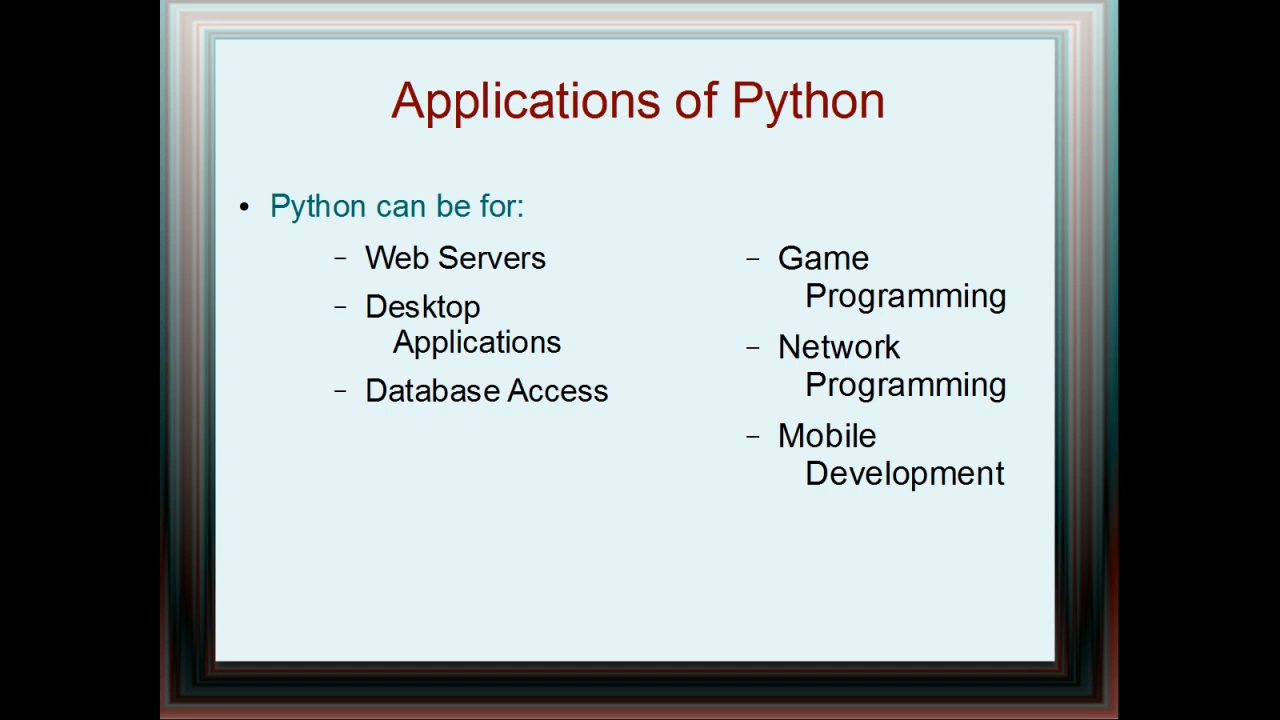 Applications of Python
• Python can be for:
– Web Servers
– Desktop
Applications
– Database Access
– Game
Programming
– Network
Programming
– Mobile
Development